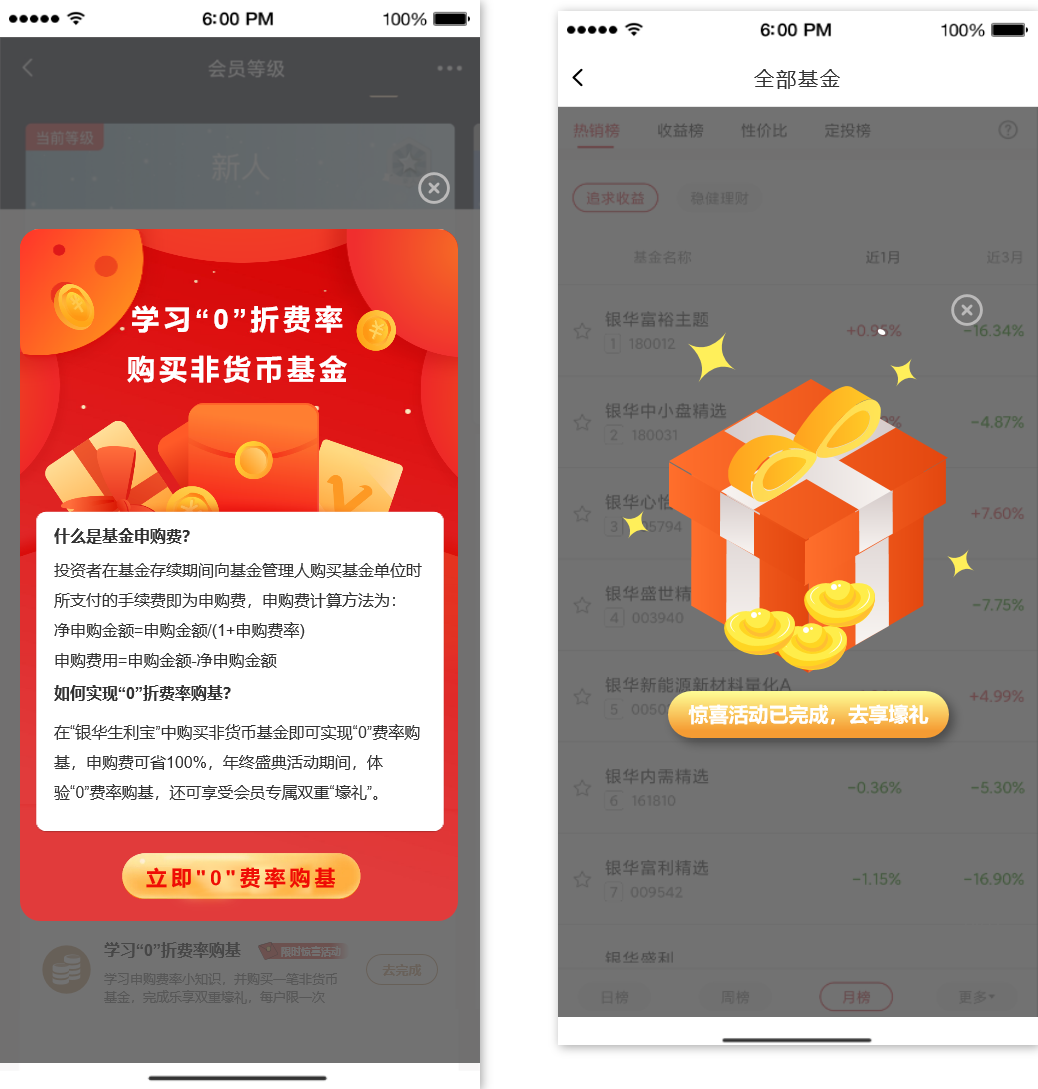 6:00 PM
100%
会员等级
当前等级
新人
学习“0”折费率
购买非货币基金
什么是基金申购费?
投资者在基金存续期间向基金管理人购买基金单位时
所支付的手续费即为申购费，申购费计算方法为：
净申购金额=申购金额/(1+申购费率)
申购费用=申购金额-净申购金额
如何实现“0”折费率购基?
在“银华生利宝”中购买非货币基金即可实现“0”费率购
基，申购费可省100%，年终盛典活动期间，体
验“0”费率购基，还可享受会员专属双重“壕礼”。
立即"0"费率购基
学习“0”折费率购基
限时惊喜活动
学习申购费率小知识，并购买一笔非货币
基金，完成乐享双重壕礼，每户限一次
去完成
6:00 PM
100%
全部基金
热销榜 收益榜 性价比 定投榜
追求收益 稳健理财
基金名称 近1月 近3月
银华富裕主题
1 180012
-16.34%
银华中小盘精选
2 180031
-4.87%
银华心怡
3
5794
+7.60%
银华盛世精
4 003940
-7.75%
银华新能源新材料量化A
5 005
+4.99%
惊喜活动已完成，去享壕礼
银华内需精选
6 161810
-0.36% -5.30%
银华富利精选
7 009542
-1.15% -16.90%
银华盛利
日榜 周榜 月榜 更多